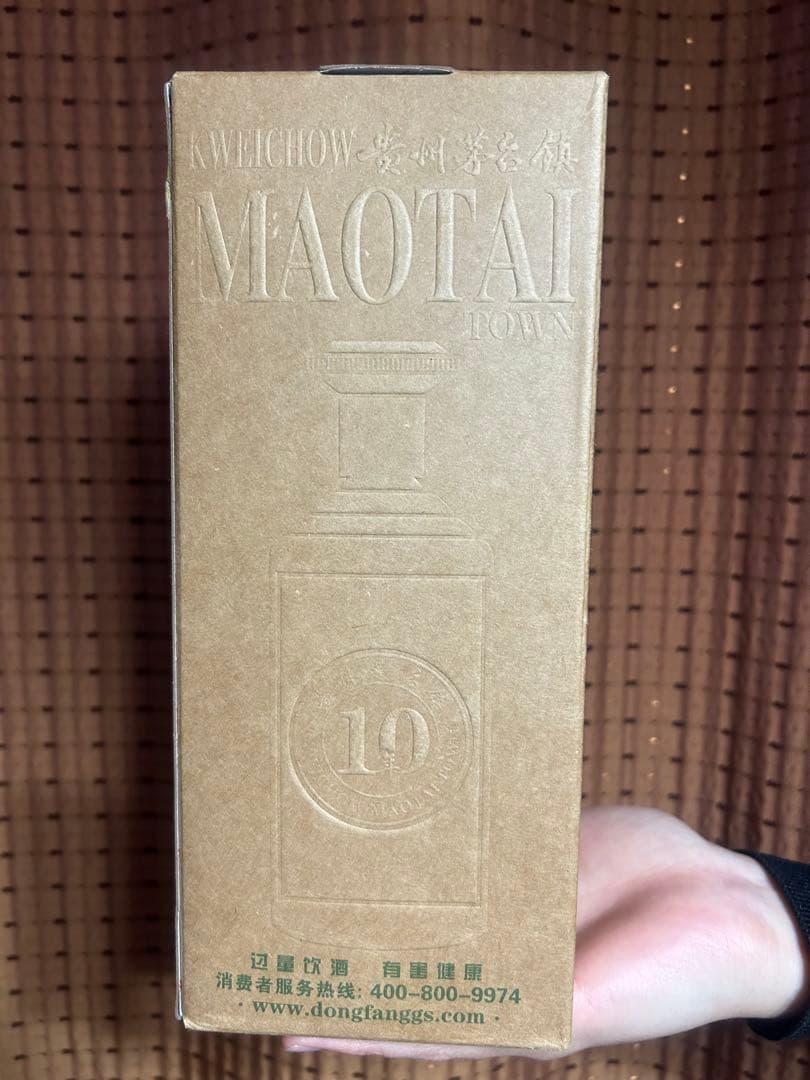 KWEICHOW 贵州茅台镇
MAOTAI
TOWN
10
年
过量饮酒 有害健康
消费者服务热线: 400-800-9974
· www.dongfanggs.com ·